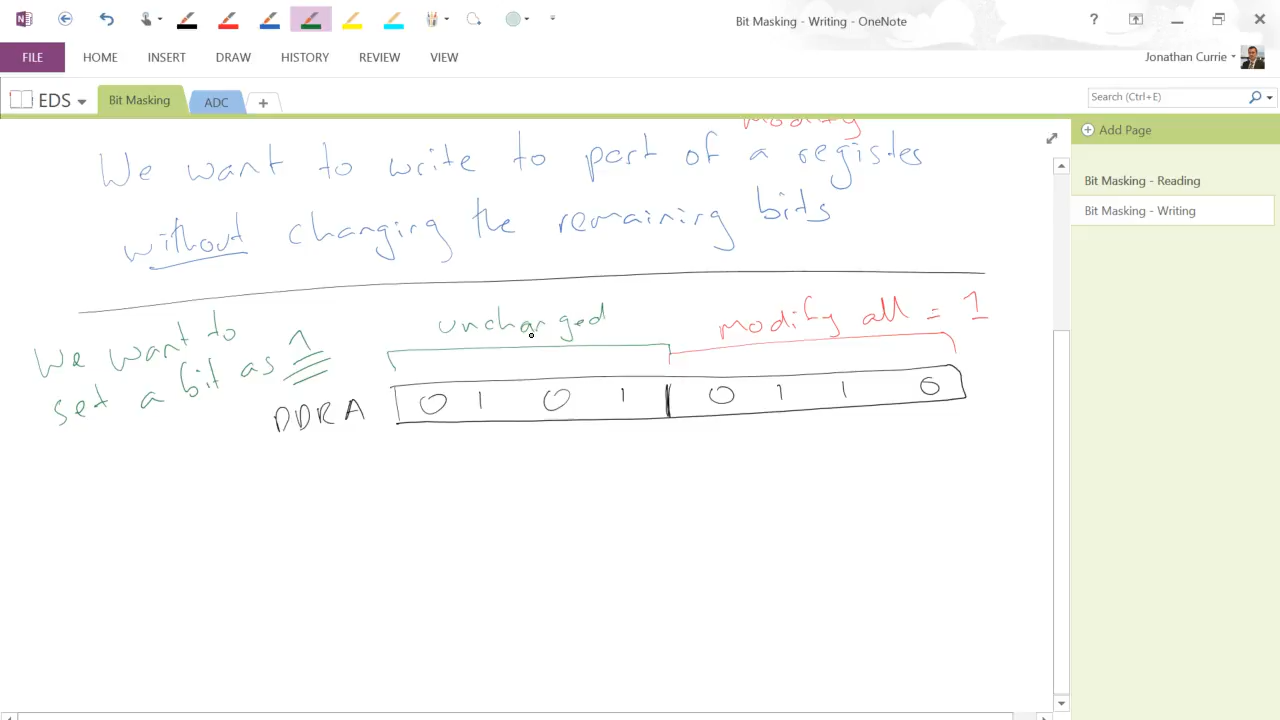 Bit Masking - Writing - OneNote
?
FILE HOME INSERT DRAW HISTORY REVIEW VIEW
Jonathan Currie
EDS Bit Masking ADC +
Search (Ctrl+E)
Add Page
Bit Masking - Reading
Bit Masking - Writing
modify
We want to write to part of a register
without changing the remaining bits
We want to
set a bit as 1
unchanged modify all = 1
DDRA 0 1 0 1 0 1 1 0